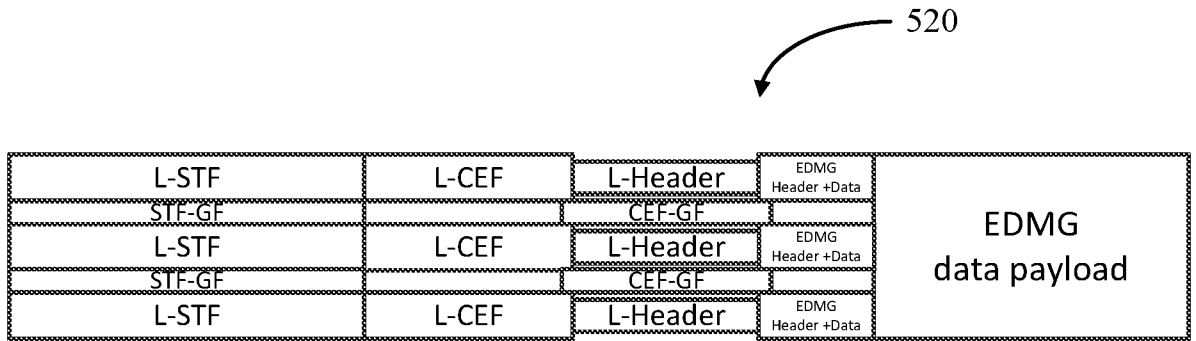 520
L-STF L-CEF L-Header EDMG
Header +Data
STF-GF CEF-GF
L-STF L-CEF L-Header EDMG
Header +Data
STF-GF CEF-GF
L-STF L-CEF L-Header EDMG
Header +Data
EDMG
data payload